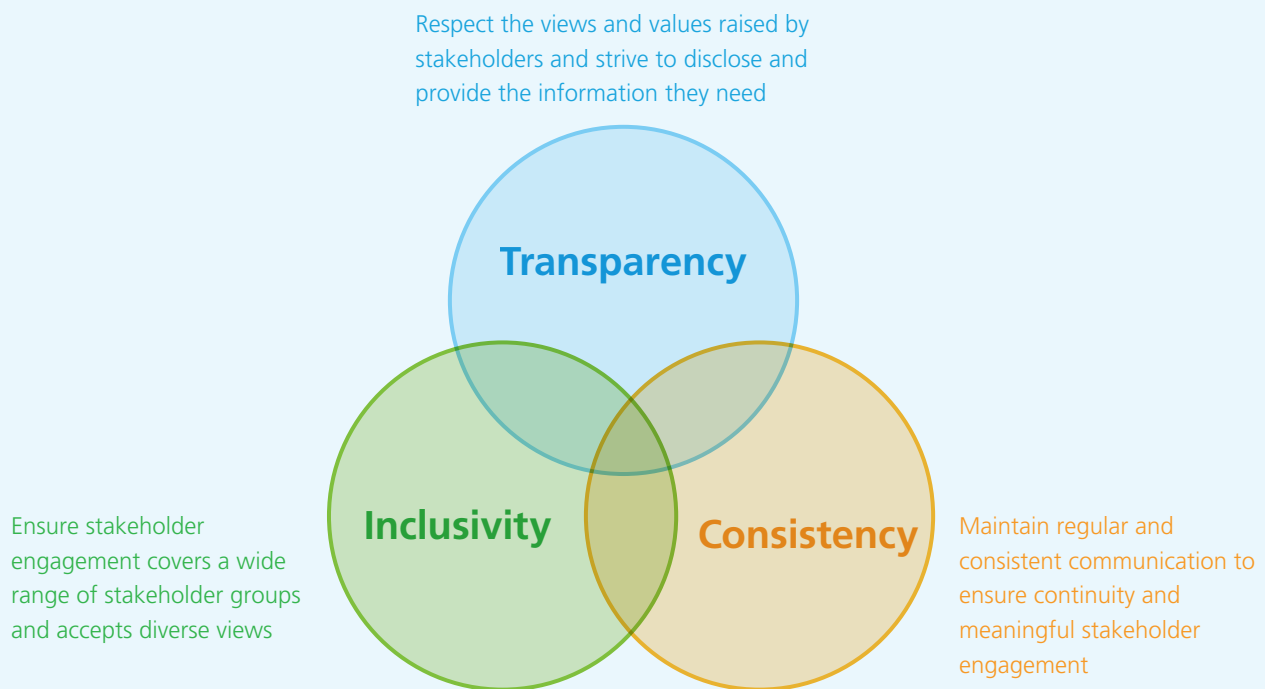 Respect the views and values raised by
stakeholders and strive to disclose and
provide the information they need
Transparency
Inclusivity
Consistency
Ensure stakeholder
engagement covers a wide
range of stakeholder groups
and accepts diverse views
Maintain regular and
consistent communication to
ensure continuity and
meaningful stakeholder
engagement